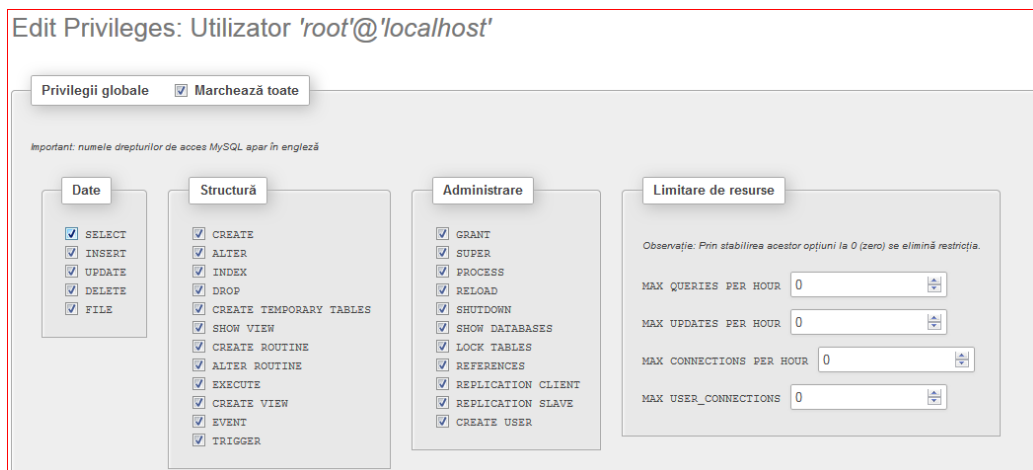 Edit Privileges: Utilizator 'root'@'localhost'
Privilegii globale Marchează toate
Important: numele drepturilor de acces MySQL apar în engleză
Date
SELECT
INSERT
UPDATE
DELETE
FILE
Structură
CREATE
ALTER
INDEX
DROP
CREATE TEMPORARY TABLES
SHOW VIEW
CREATE ROUTINE
ALTER ROUTINE
EXECUTE
CREATE VIEW
EVENT
TRIGGER
Administrare
GRANT
SUPER
PROCESS
RELOAD
SHUTDOWN
SHOW DATABASES
LOCK TABLES
REFERENCES
REPLICATION CLIENT
REPLICATION SLAVE
CREATE USER
Limitare de resurse
Observație: Prin stabilirea acestor opțiuni la 0 (zero) se elimină restricția.
MAX QUERIES PER HOUR 0
MAX UPDATES PER HOUR 0
MAX CONNECTIONS PER HOUR 0
MAX USER_CONNECTIONS 0